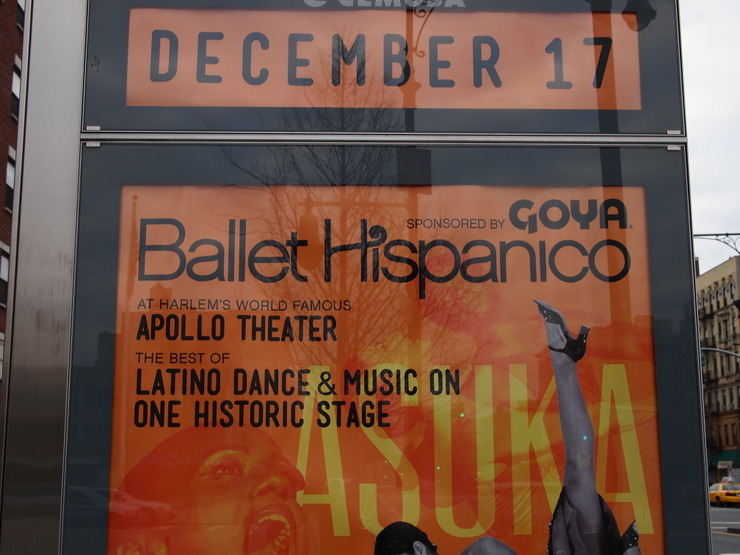 DECEMBER 17
SPONSORED BY GOYA
Ballet Hispanico
AT HARLEM'S WORLD FAMOUS
APOLLO THEATER
THE BEST OF
LATINO DANCE & MUSIC ON
ONE HISTORIC STAGE
ASUKA